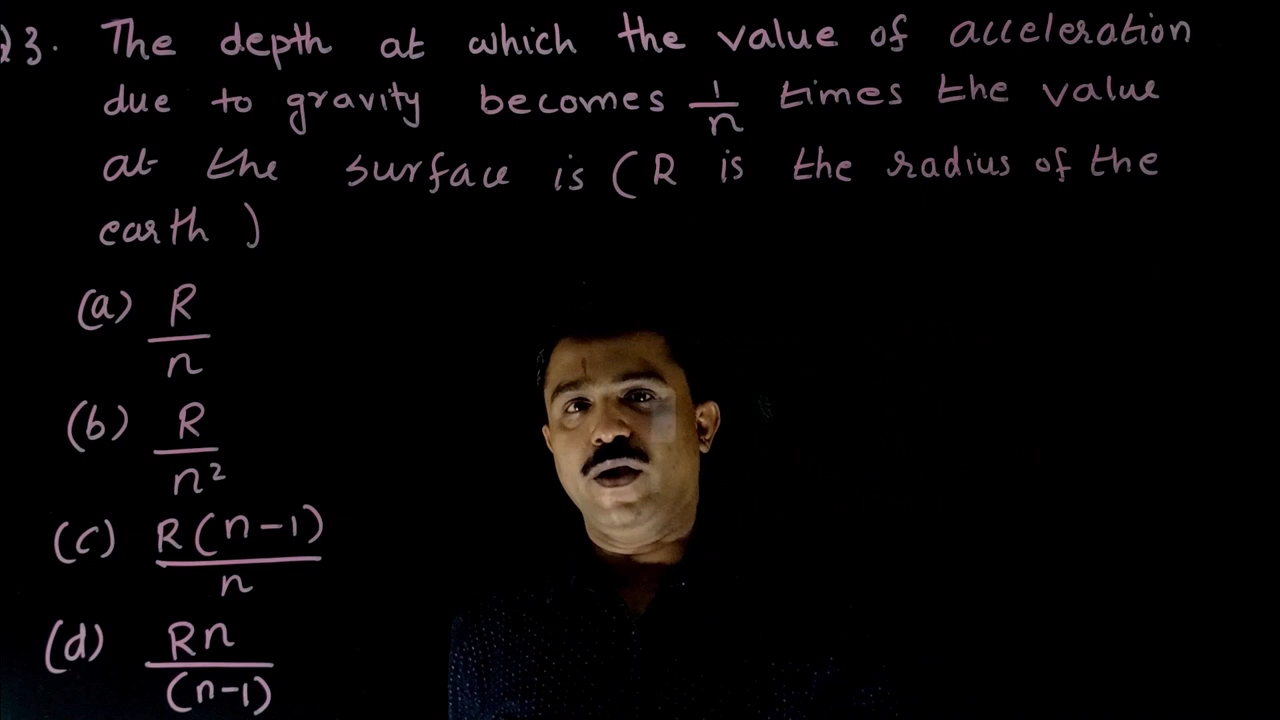 23. The depth at which the value of acceleration
due to gravity becomes 1/n times the value
at the surface is (R is the radius of the
earth)
(a) R/n
(b) R/n²
(c) R(n-1)/n
(d) Rn/(n-1)